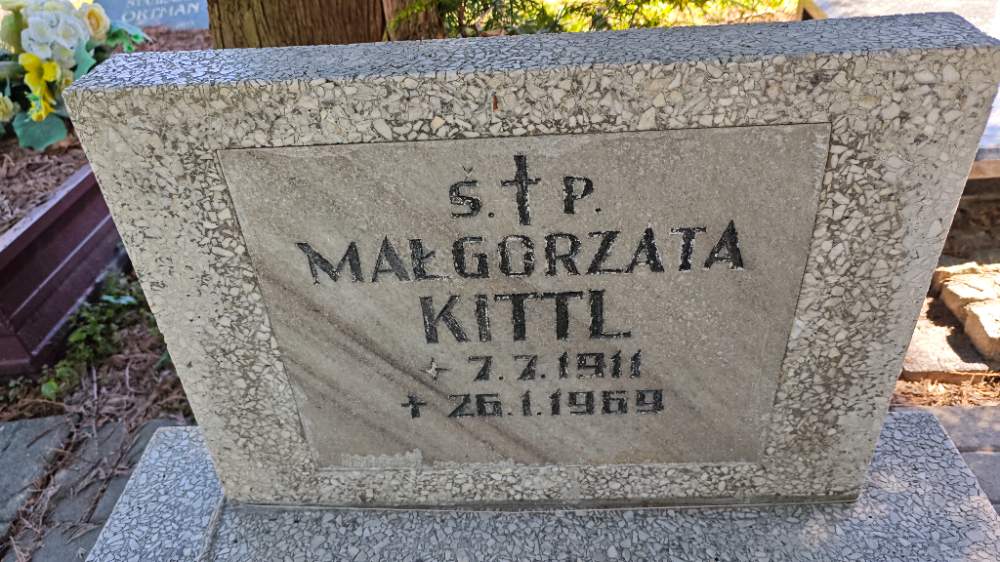 Ś. P.
MAŁGORZATA
KITTL
7.7.1911
26.1.1969